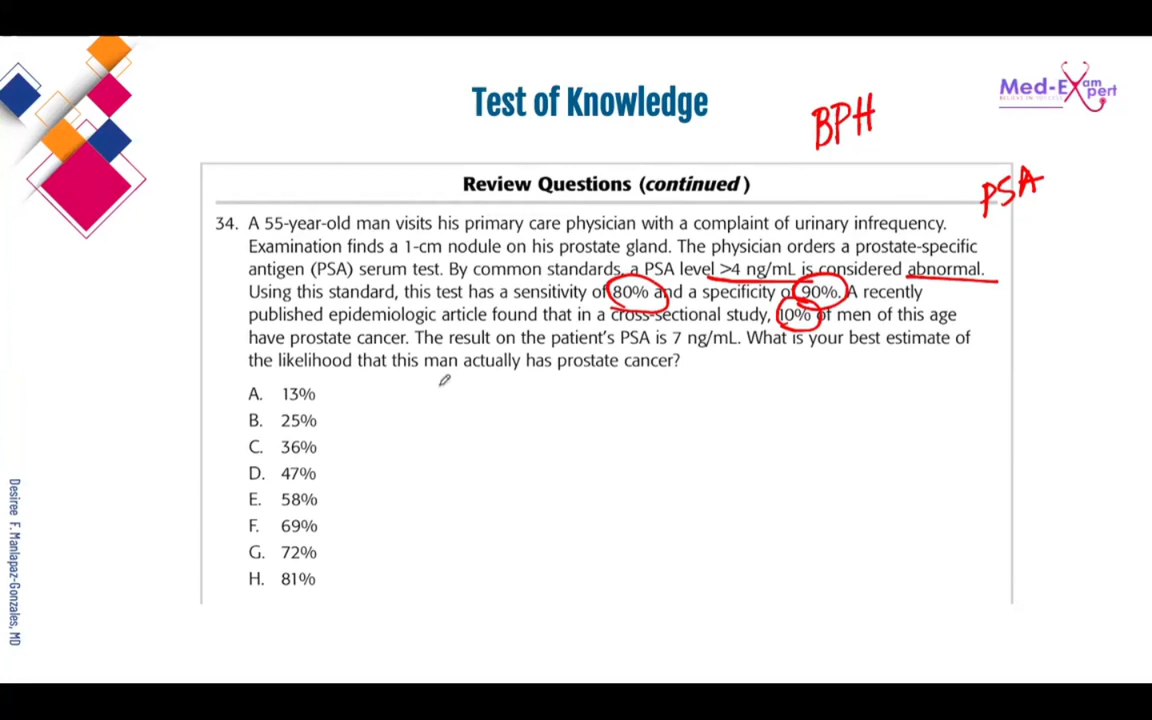 Test of Knowledge
Med-Exam
pert
BELIEVE IN SUCCESS
BPH
PSA
Review Questions (continued)
34. A 55-year-old man visits his primary care physician with a complaint of urinary infrequency.
Examination finds a 1-cm nodule on his prostate gland. The physician orders a prostate-specific
antigen (PSA) serum test. By common standards, a PSA level >4 ng/mL is considered abnormal.
Using this standard, this test has a sensitivity of 80% and a specificity of 90%. A recently
published epidemiologic article found that in a cross-sectional study, 10% of men of this age
have prostate cancer. The result on the patient's PSA is 7 ng/mL. What is your best estimate of
the likelihood that this man actually has prostate cancer?
A. 13%
B. 25%
C. 36%
D. 47%
E. 58%
F. 69%
G. 72%
H. 81%
Desiree F. Manlapaz-Gonzales, MD